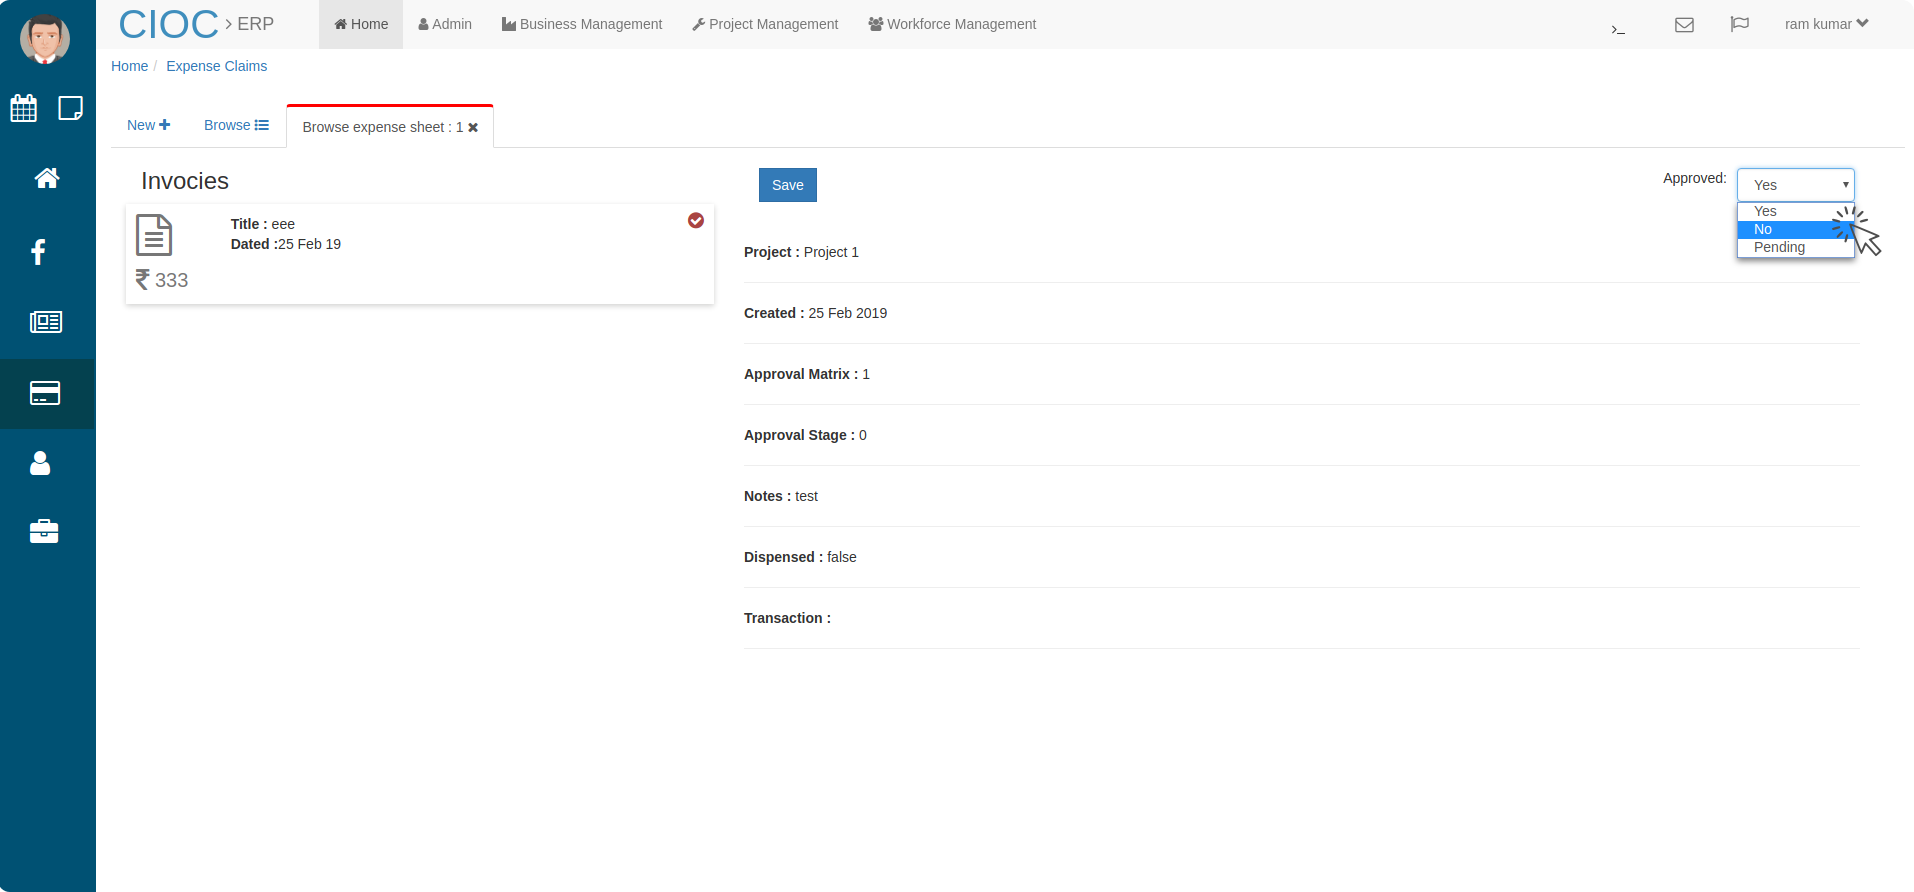 CIOC > ERP Home Admin Business Management Project Management Workforce Management >_ ram kumar
Home / Expense Claims
New Browse Browse expense sheet : 1
Invocies
Save
Approved: Yes
Yes
No
Pending
Title : eee
Dated :25 Feb 19
₹ 333
Project : Project 1
Created : 25 Feb 2019
Approval Matrix : 1
Approval Stage : 0
Notes : test
Dispensed : false
Transaction :